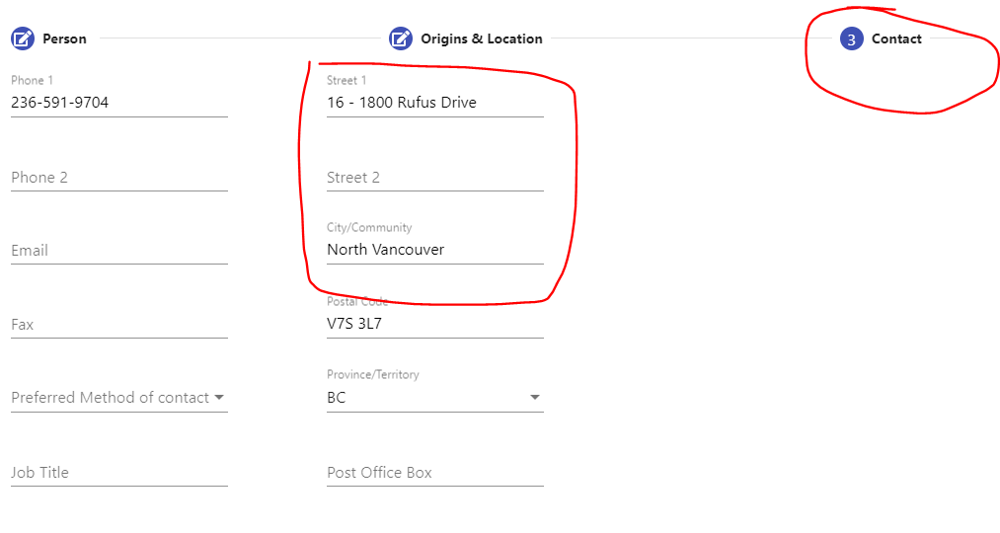 Person
Origins & Location
3
Contact
Phone 1
236-591-9704
Phone 2
Email
Fax
Preferred Method of contact
Job Title
Street 1
16 - 1800 Rufus Drive
Street 2
City/Community
North Vancouver
Postal Code
V7S 3L7
Province/Territory
BC
Post Office Box